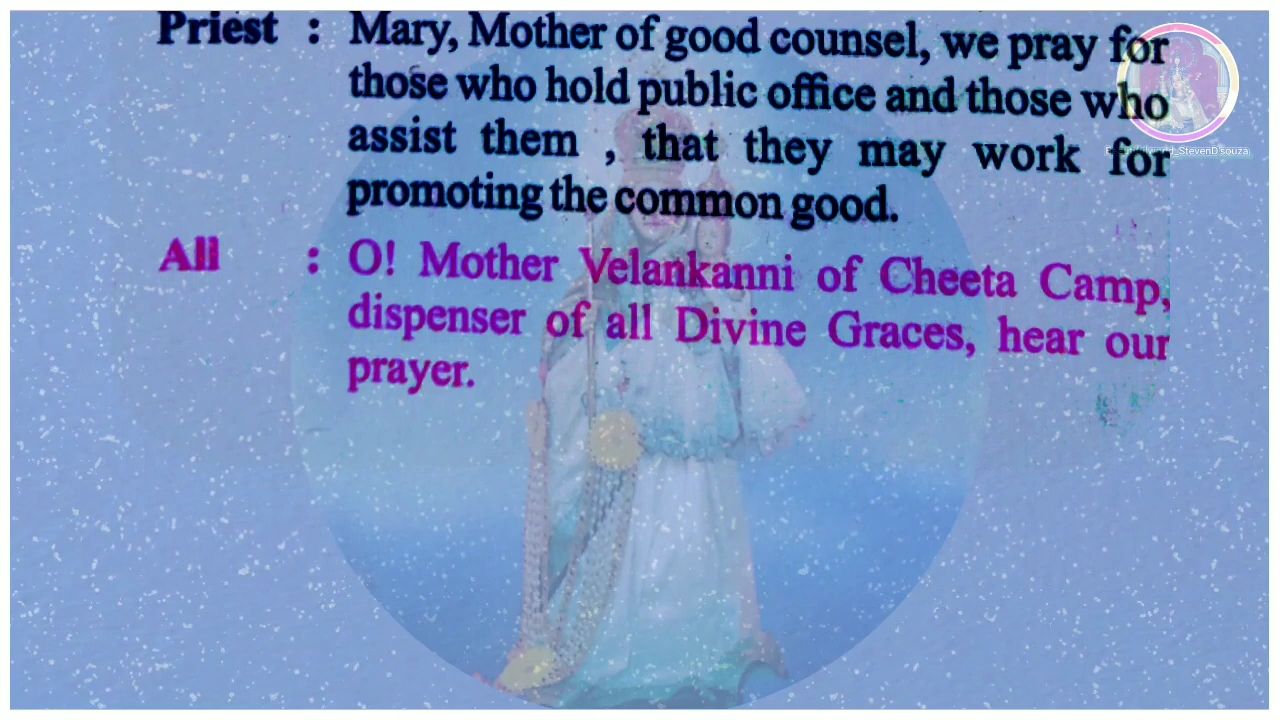 Priest : Mary, Mother of good counsel, we pray for
those who hold public office and those who
assist them , that they may work for
promoting the common good.
All : O! Mother Velankanni of Cheeta Camp,
dispenser of all Divine Graces, hear our
prayer.